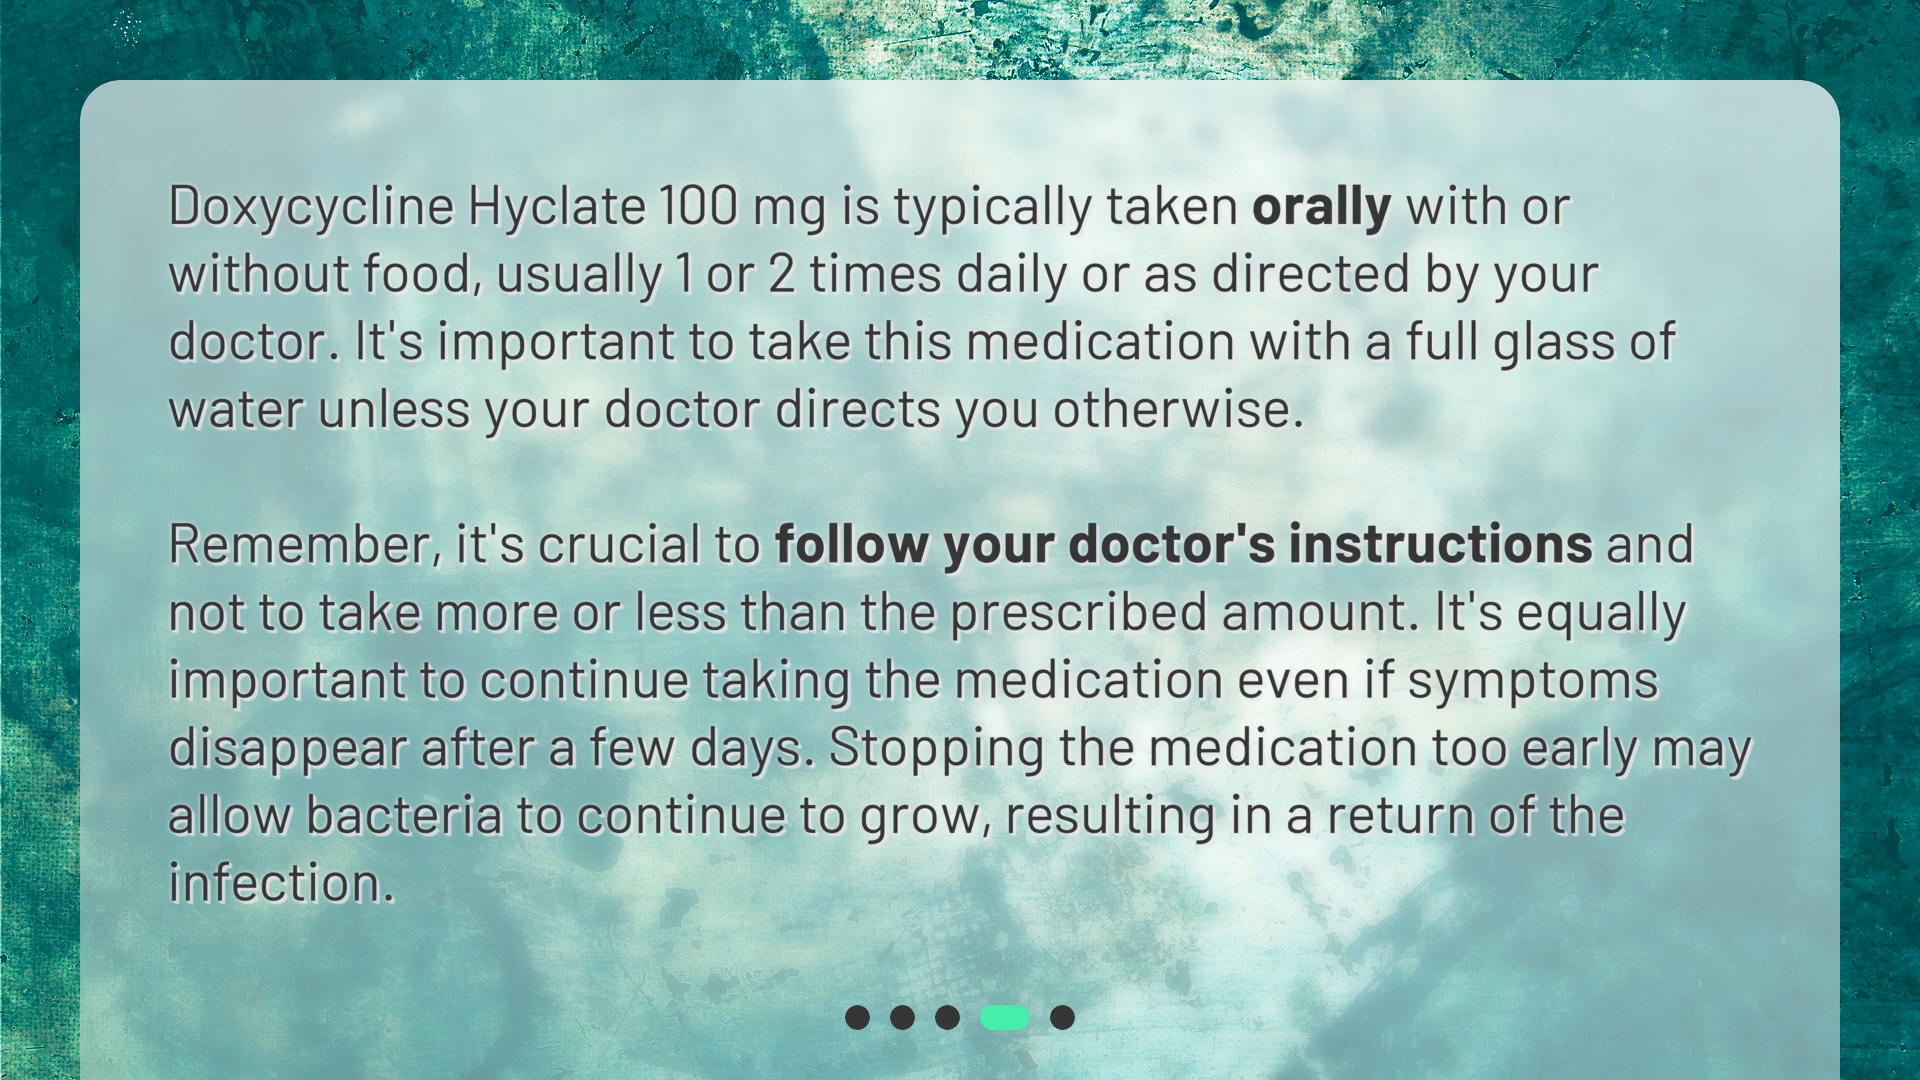 Doxycycline Hyclate 100 mg is typically taken orally with or
without food, usually 1 or 2 times daily or as directed by your
doctor. It's important to take this medication with a full glass of
water unless your doctor directs you otherwise.
Remember, it's crucial to follow your doctor's instructions and
not to take more or less than the prescribed amount. It's equally
important to continue taking the medication even if symptoms
disappear after a few days. Stopping the medication too early may
allow bacteria to continue to grow, resulting in a return of the
infection.